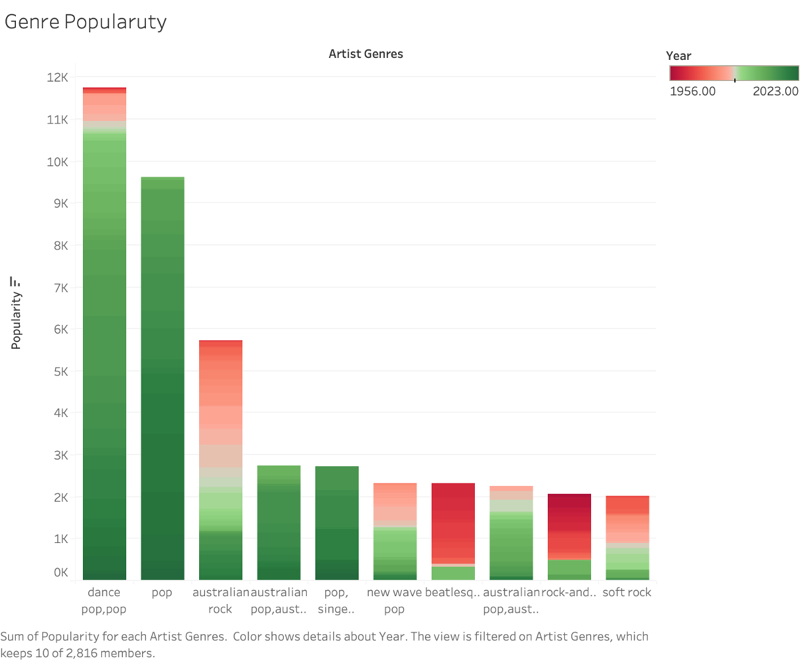 Genre Popularuty
Artist Genres
Year
1956.00 2023.00
Popularity
12K
11K
10K
9K
8K
7K
6K
5K
4K
3K
2K
1K
0K
dance pop,pop
pop
australian rock
australian pop,aust..
pop, singe..
new wave pop
beatlesq..
australian pop,aust..
rock-and..
soft rock
Sum of Popularity for each Artist Genres. Color shows details about Year. The view is filtered on Artist Genres, which
keeps 10 of 2,816 members.